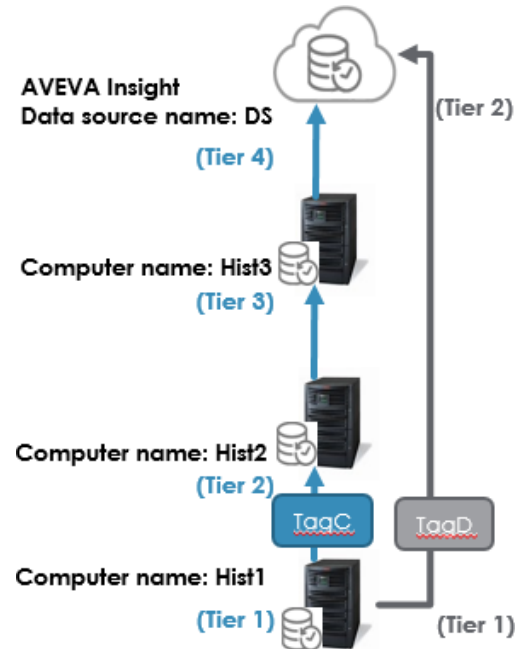 AVEVA Insight
Data source name: DS
(Tier 2)
(Tier 4)
Computer name: Hist3
(Tier 3)
Computer name: Hist2
(Tier 2)
TagC
TagD
Computer name: Hist1
(Tier 1)
(Tier 1)